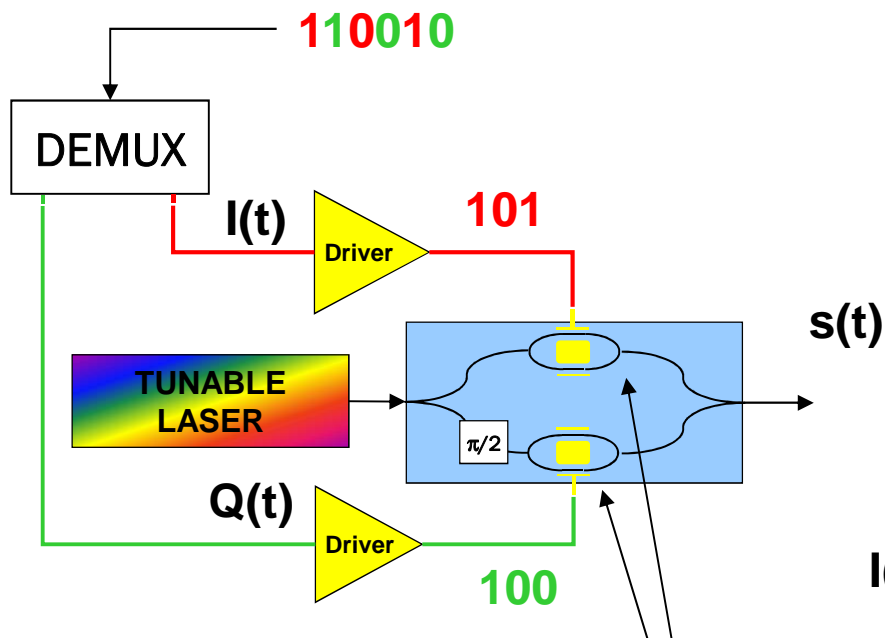 110010
DEMUX
I(t)
Driver
101
s(t)
TUNABLE
LASER
π/2
Q(t)
Driver
100
I(